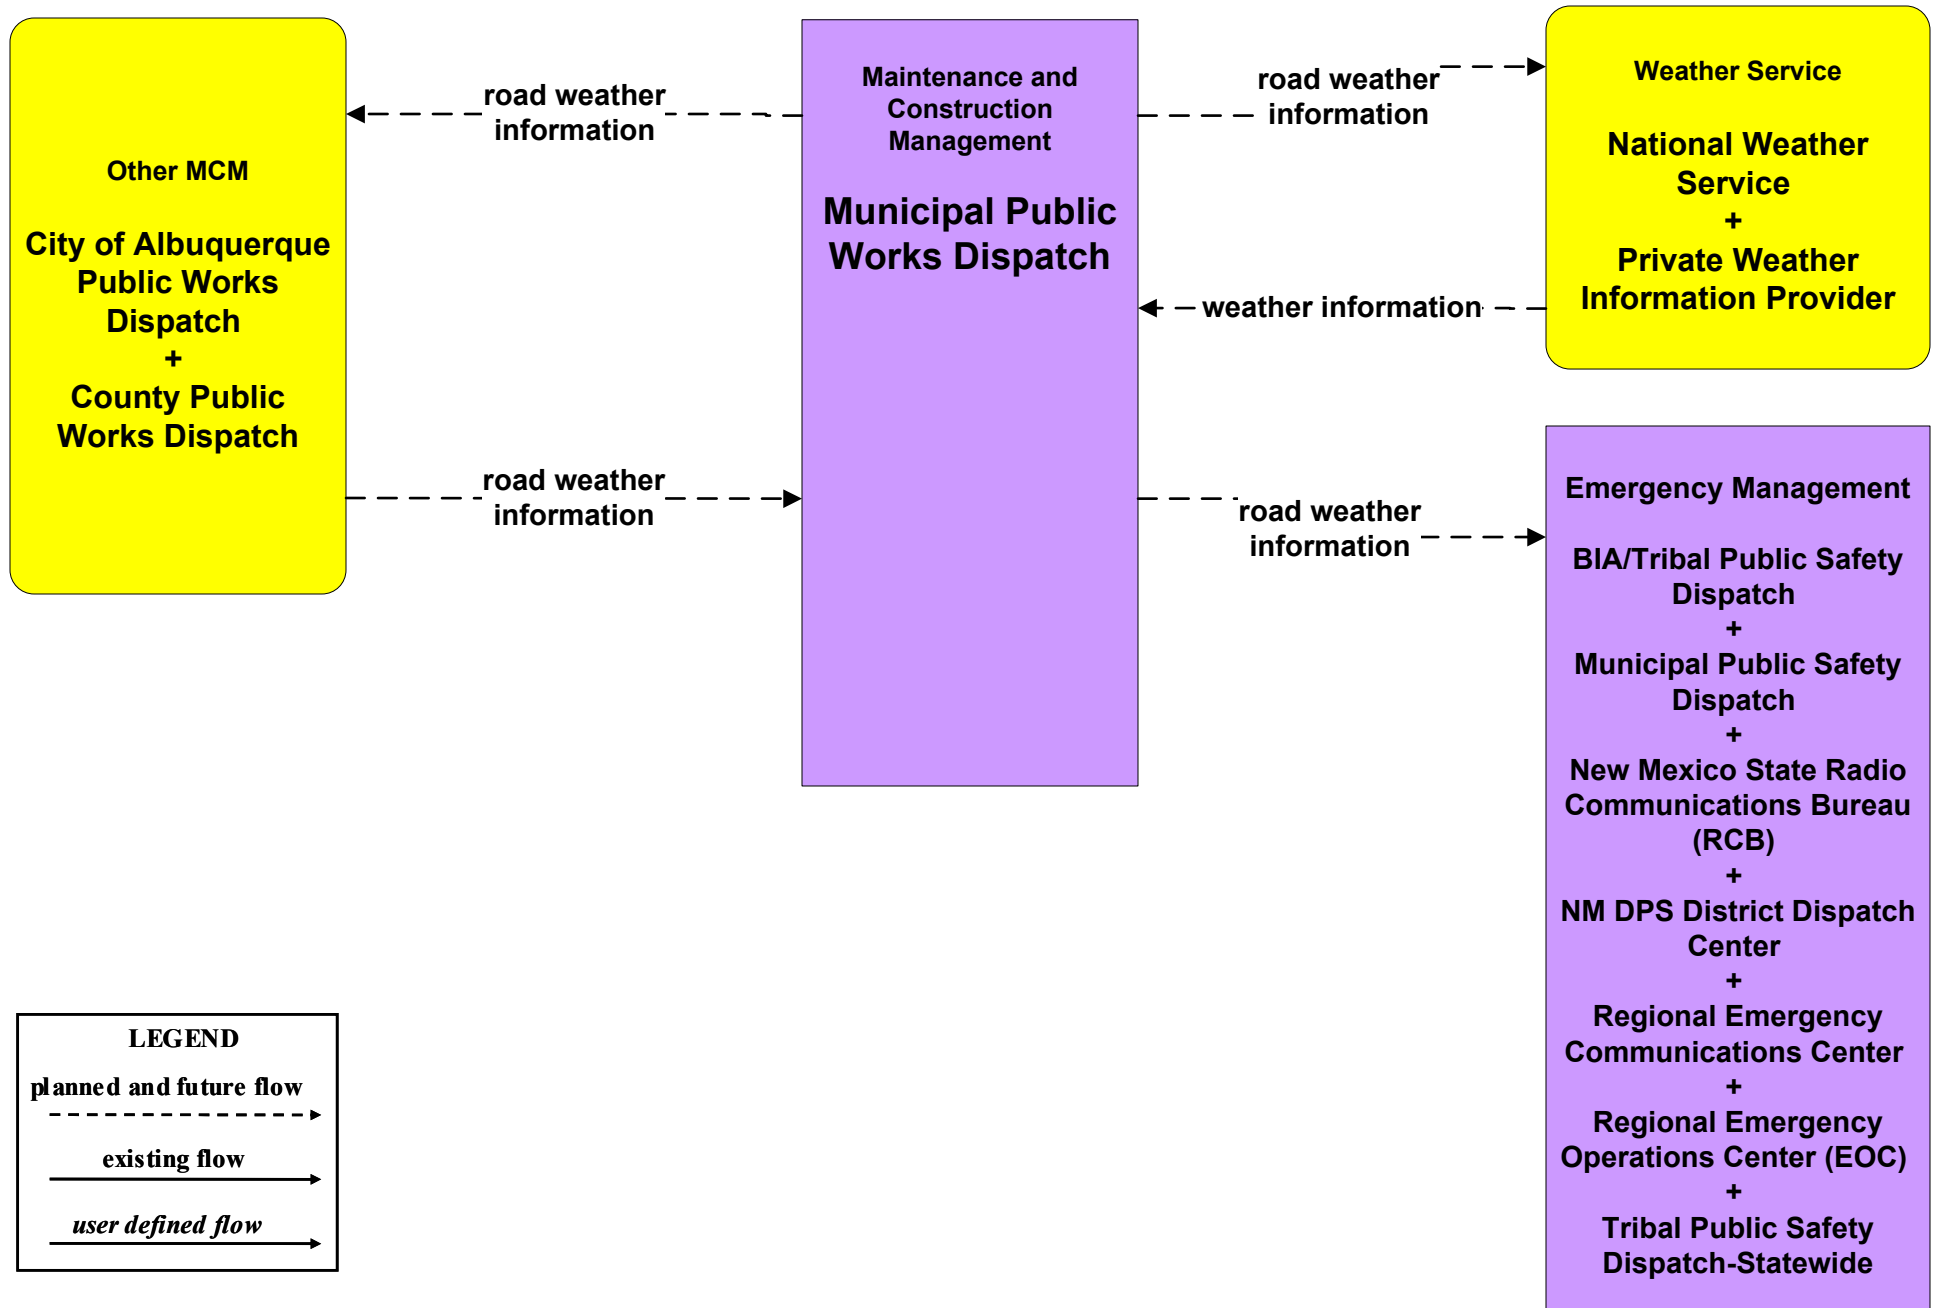 Other MCM
City of Albuquerque
Public Works
Dispatch
+
County Public
Works Dispatch
road weather
information
road weather
information
Maintenance and
Construction
Management
Municipal Public
Works Dispatch
road weather
information
weather information
road weather
information
Weather Service
National Weather
Service
+
Private Weather
Information Provider
Emergency Management
BIA/Tribal Public Safety
Dispatch
+
Municipal Public Safety
Dispatch
+
New Mexico State Radio
Communications Bureau
(RCB)
+
NM DPS District Dispatch
Center
+
Regional Emergency
Communications Center
+
Regional Emergency
Operations Center (EOC)
+
Tribal Public Safety
Dispatch-Statewide
LEGEND
planned and future flow
existing flow
user defined flow